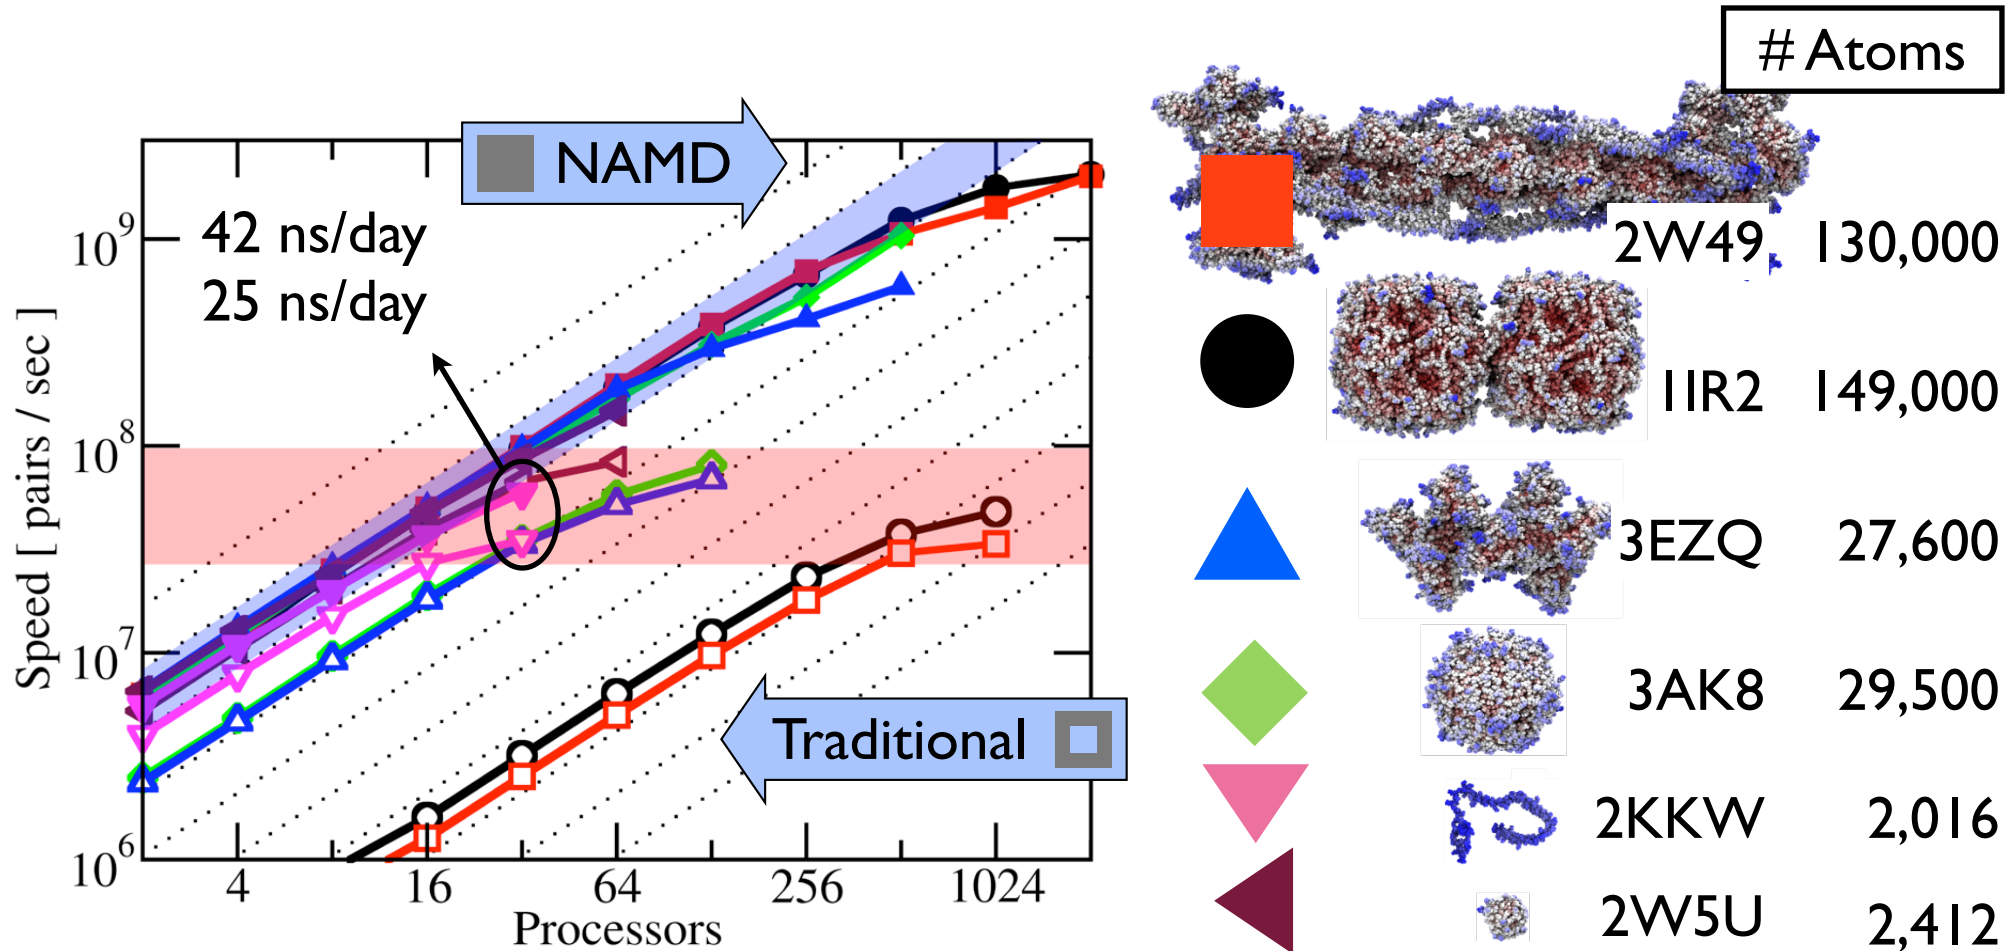 # Atoms
NAMD
42 ns/day
25 ns/day
Traditional
Speed [ pairs / sec ]
10^9
10^8
10^7
10^6
4 16 64 256 1024
Processors
2W49 130,000
1IR2 149,000
3EZQ 27,600
3AK8 29,500
2KKW 2,016
2W5U 2,412